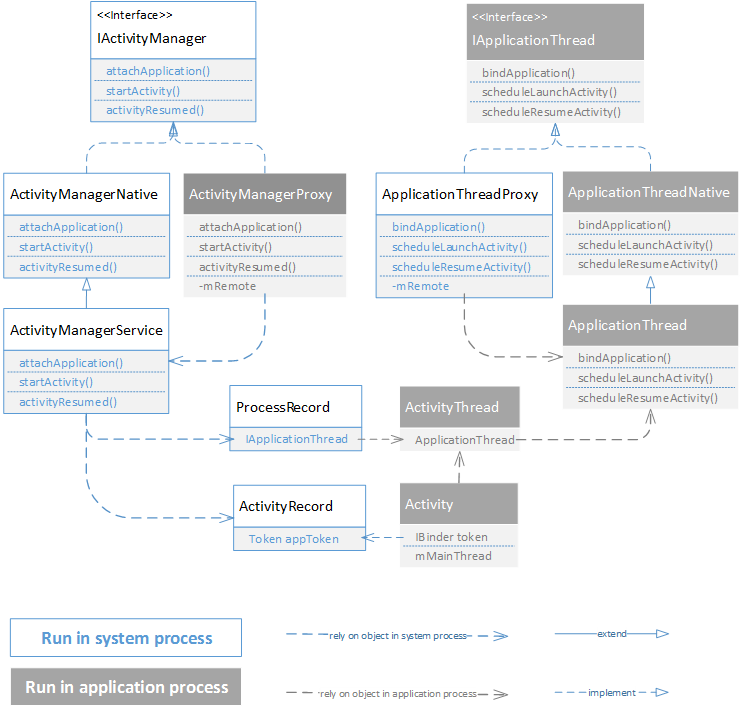 <<Interface>>
IActivityManager
attachApplication()
startActivity()
activityResumed()
<<Interface>>
IApplicationThread
bindApplication()
scheduleLaunchActivity()
scheduleResumeActivity()
ActivityManagerNative
attachApplication()
startActivity()
activityResumed()
ActivityManagerProxy
attachApplication()
startActivity()
activityResumed()
-mRemote
ApplicationThreadProxy
bindApplication()
scheduleLaunchActivity()
scheduleResumeActivity()
-mRemote
ApplicationThreadNative
bindApplication()
scheduleLaunchActivity()
scheduleResumeActivity()
ActivityManagerService
attachApplication()
startActivity()
activityResumed()
ApplicationThread
bindApplication()
scheduleLaunchActivity()
scheduleResumeActivity()
ProcessRecord
IApplicationThread
ActivityThread
ApplicationThread
ActivityRecord
Token appToken
Activity
IBinder token
mMainThread
Run in system process
rely on object in system process
extend
Run in application process
rely on object in application process
implement